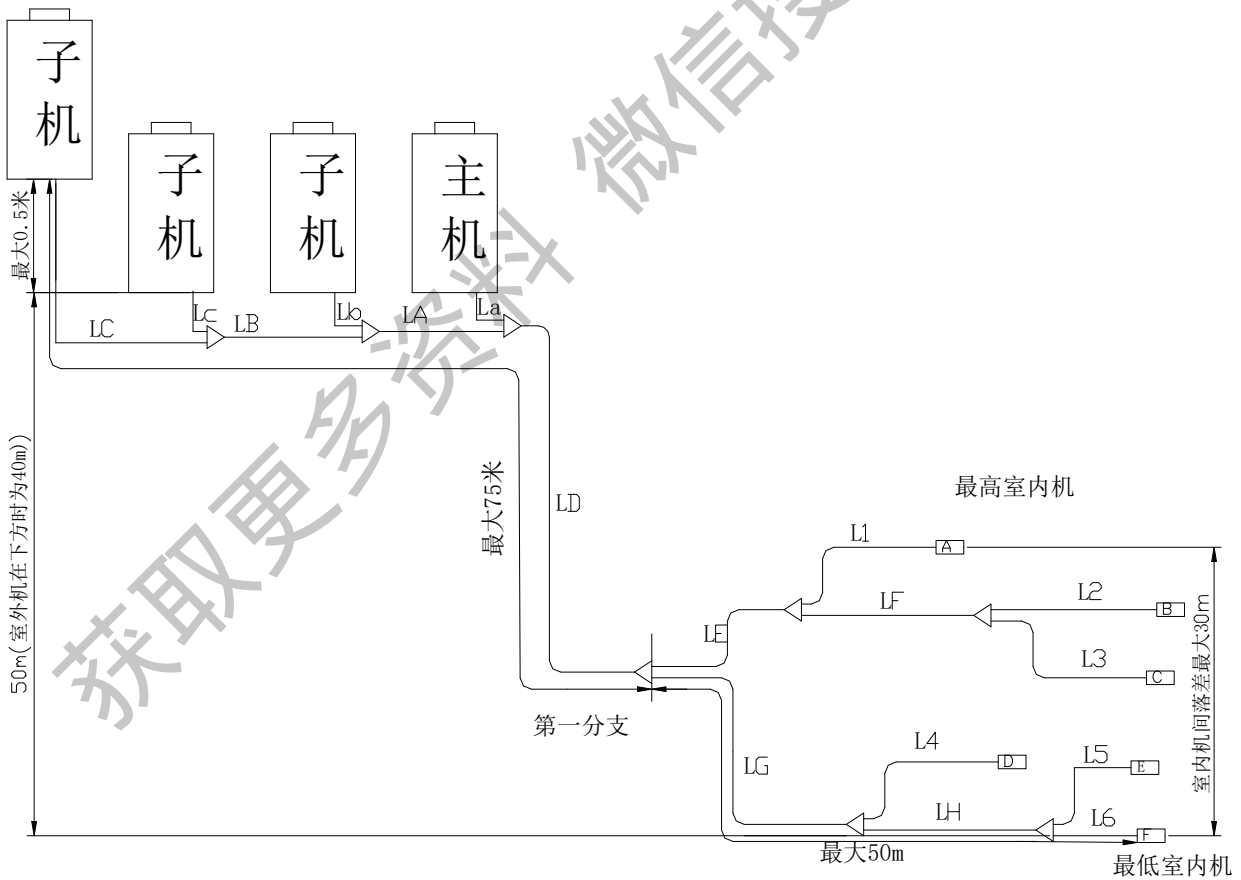 子机
子机
子机
主机
最大0.5米
Lc
Lb
La
LC
LB
LA
50m(室外机在下方时为40m))
最大75米
LD
最高室内机
L1
A
LF
L2
B
LE
L3
C
第一分支
室内机间落差最大30m
LG
L4
D
L5
E
LH
L6
F
最大50m
最低室内机
获取更多资料 微信搜